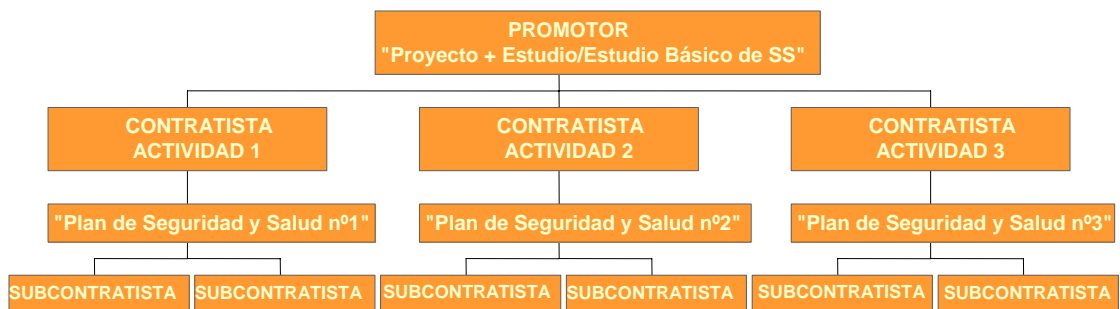 PROMOTOR
"Proyecto + Estudio/Estudio Básico de SS"
CONTRATISTA
ACTIVIDAD 1
CONTRATISTA
ACTIVIDAD 2
CONTRATISTA
ACTIVIDAD 3
"Plan de Seguridad y Salud nº1"
"Plan de Seguridad y Salud nº2"
"Plan de Seguridad y Salud nº3"
SUBCONTRATISTA
SUBCONTRATISTA
SUBCONTRATISTA
SUBCONTRATISTA
SUBCONTRATISTA
SUBCONTRATISTA